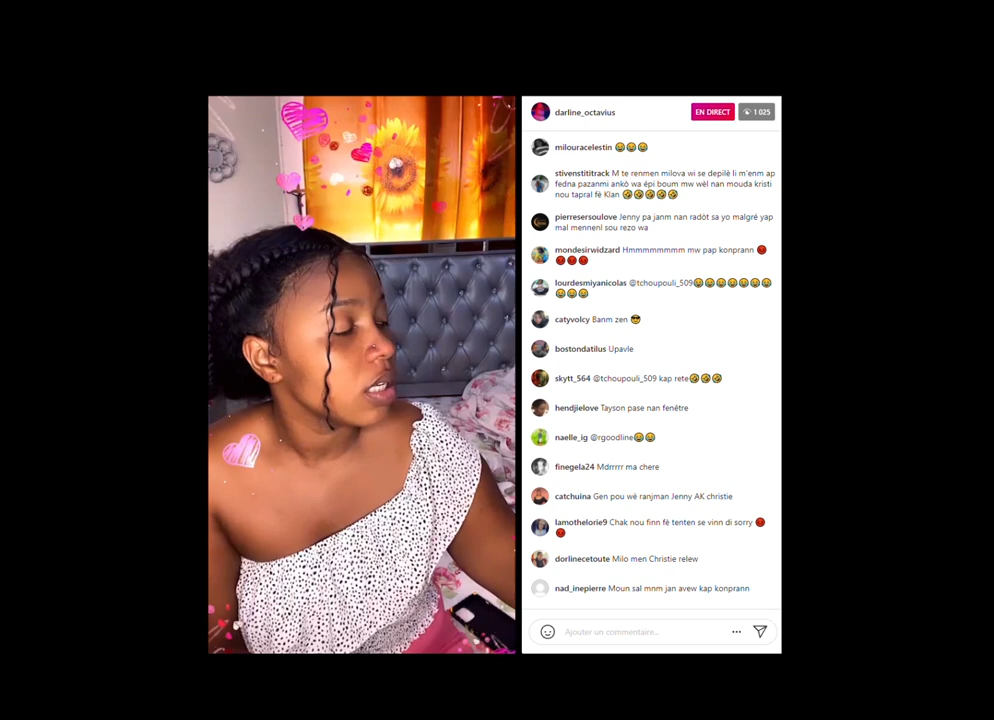 darline_octavius EN DIRECT 1 025
milouracelestin 😂😂😂
stivenstititrack M te renmen milova wi se depilè li m'enm ap
fedna pazanmi ankò wa épi boum mw wèl nan mouda kristi
nou tapral fè Klan 🤣🤣🤣🤣🤣
pierresersoulove Jenny pa janm nan radòt sa yo malgré yap
mal mennenl sou rezo wa
mondesirwidzard Hmmmmmmmm mw pap konprann 😡
😡😡😡
lourdesmiyanicolas @tchoupouli_509😂😂😂😂😂😂😂
😂😂😂
catyvolcy Banm zen 😎
bostondatilus Upavle
skytt_564 @tchoupouli_509 kap rete🤣🤣🤣
hendjielove Tayson pase nan fenêtre
naelle_ig @rgoodline😂😂
finegela24 Mdrrrrr ma chere
catchuina Gen pou wè ranjman Jenny AK christie
lamothelorie9 Chak nou finn fè tenten se vinn di sorry 😡
😡
dorlinecetoute Milo men Christie relew
nad_inepierre Moun sal mnm jan avew kap konprann
Ajouter un commentaire...